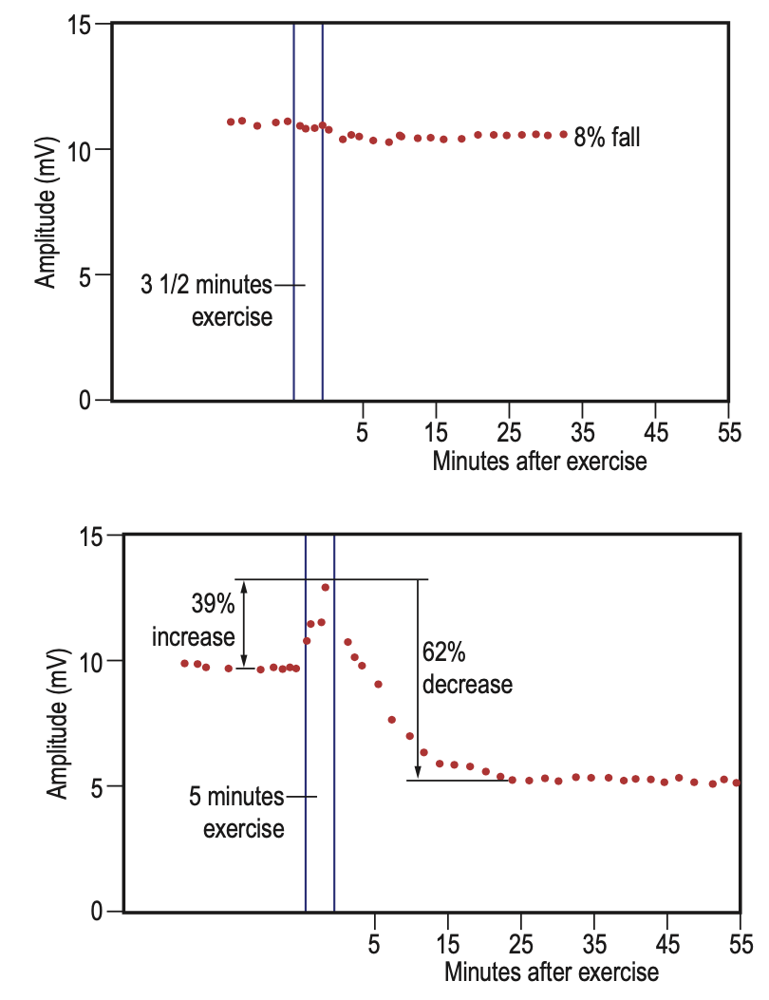 15
10
5
0
Amplitude (mV)
8% fall
3 1/2 minutes
exercise
5 15 25 35 45 55
Minutes after exercise
15
10
5
0
Amplitude (mV)
39%
increase
62%
decrease
5 minutes
exercise
5 15 25 35 45 55
Minutes after exercise